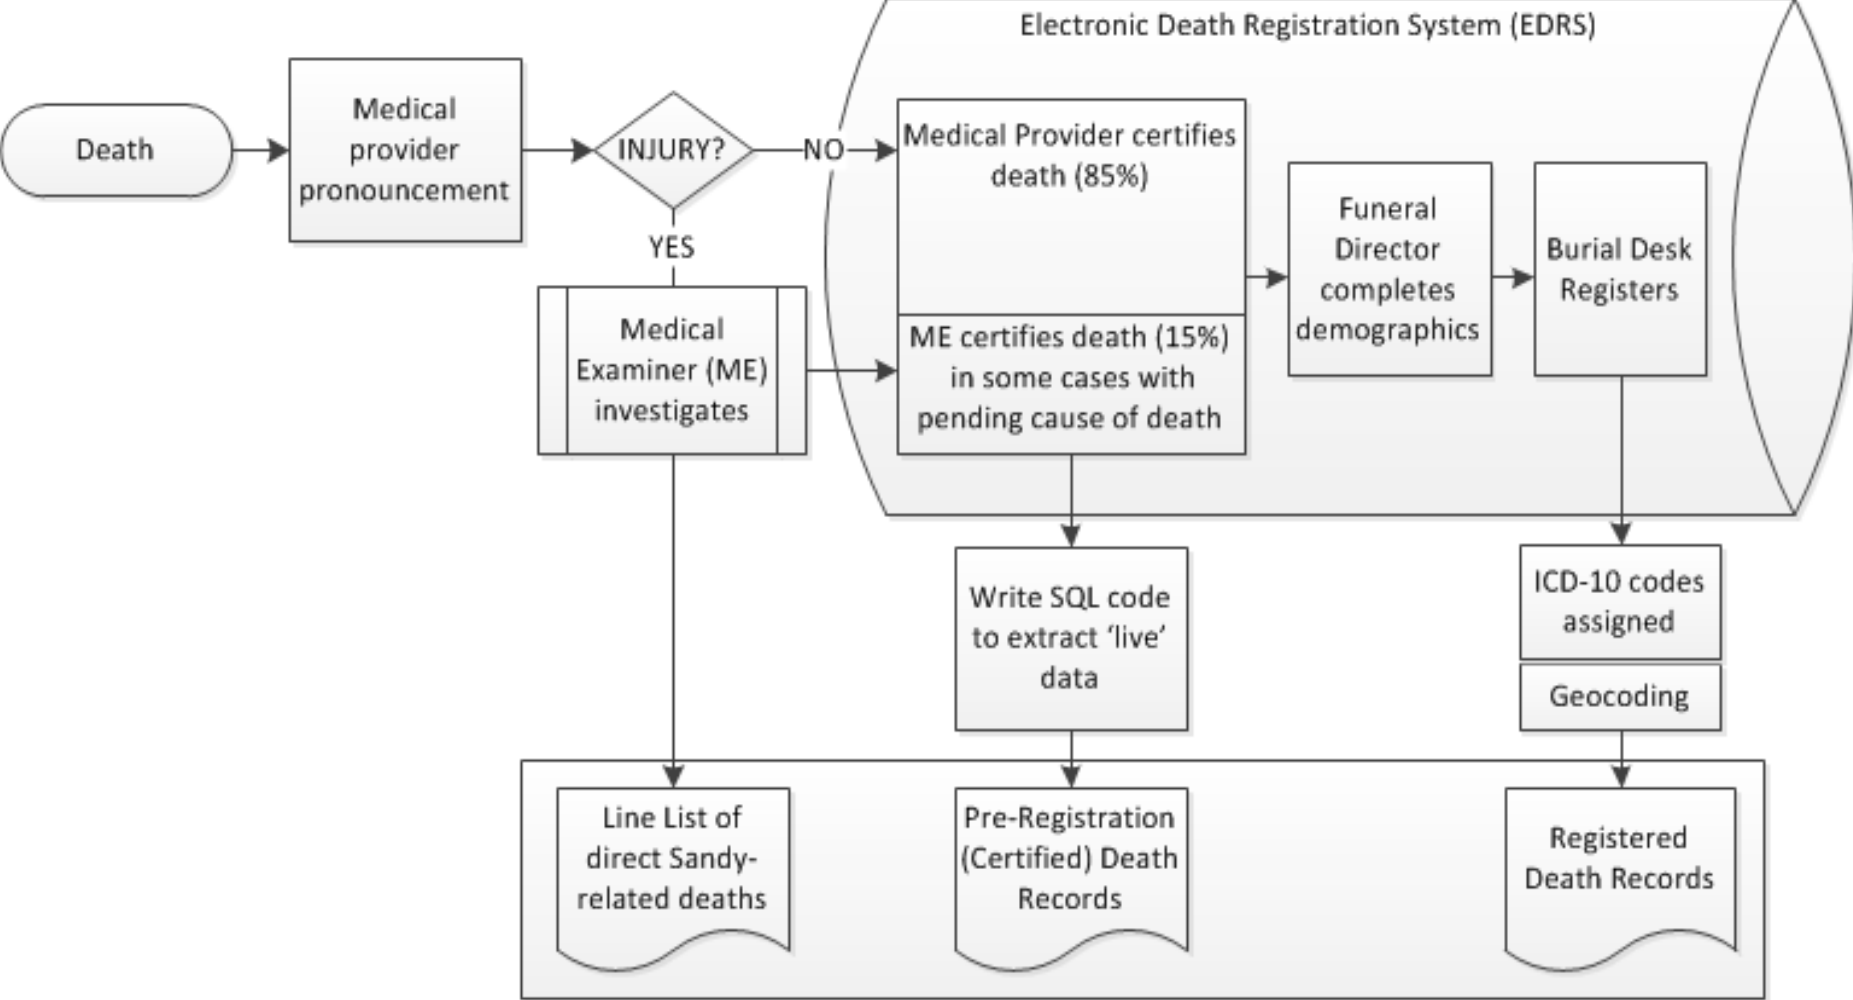 Electronic Death Registration System (EDRS)
Death
Medical
provider
pronouncement
INJURY?
NO
YES
Medical Provider certifies
death (85%)
Medical
Examiner (ME)
investigates
ME certifies death (15%)
in some cases with
pending cause of death
Funeral
Director
completes
demographics
Burial Desk
Registers
Write SQL code
to extract ‘live’
data
ICD-10 codes
assigned
Geocoding
Line List of
direct Sandy-
related deaths
Pre-Registration
(Certified) Death
Records
Registered
Death Records